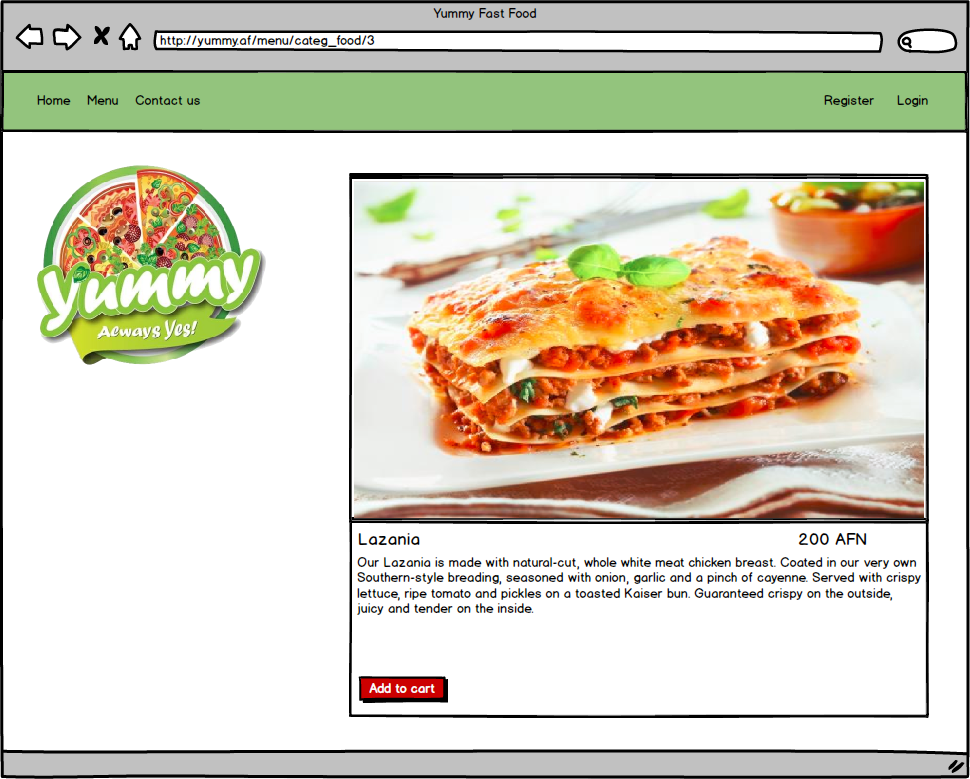 Yummy Fast Food
http://yummy.af/menu/categ_food/3
Home Menu Contact us Register Login
Yummy
Always Yes!
Lazania 200 AFN
Our Lazania is made with natural-cut, whole white meat chicken breast. Coated in our very own
Southern-style breading, seasoned with onion, garlic and a pinch of cayenne. Served with crispy
lettuce, ripe tomato and pickles on a toasted Kaiser bun. Guaranteed crispy on the outside,
juicy and tender on the inside.
Add to cart